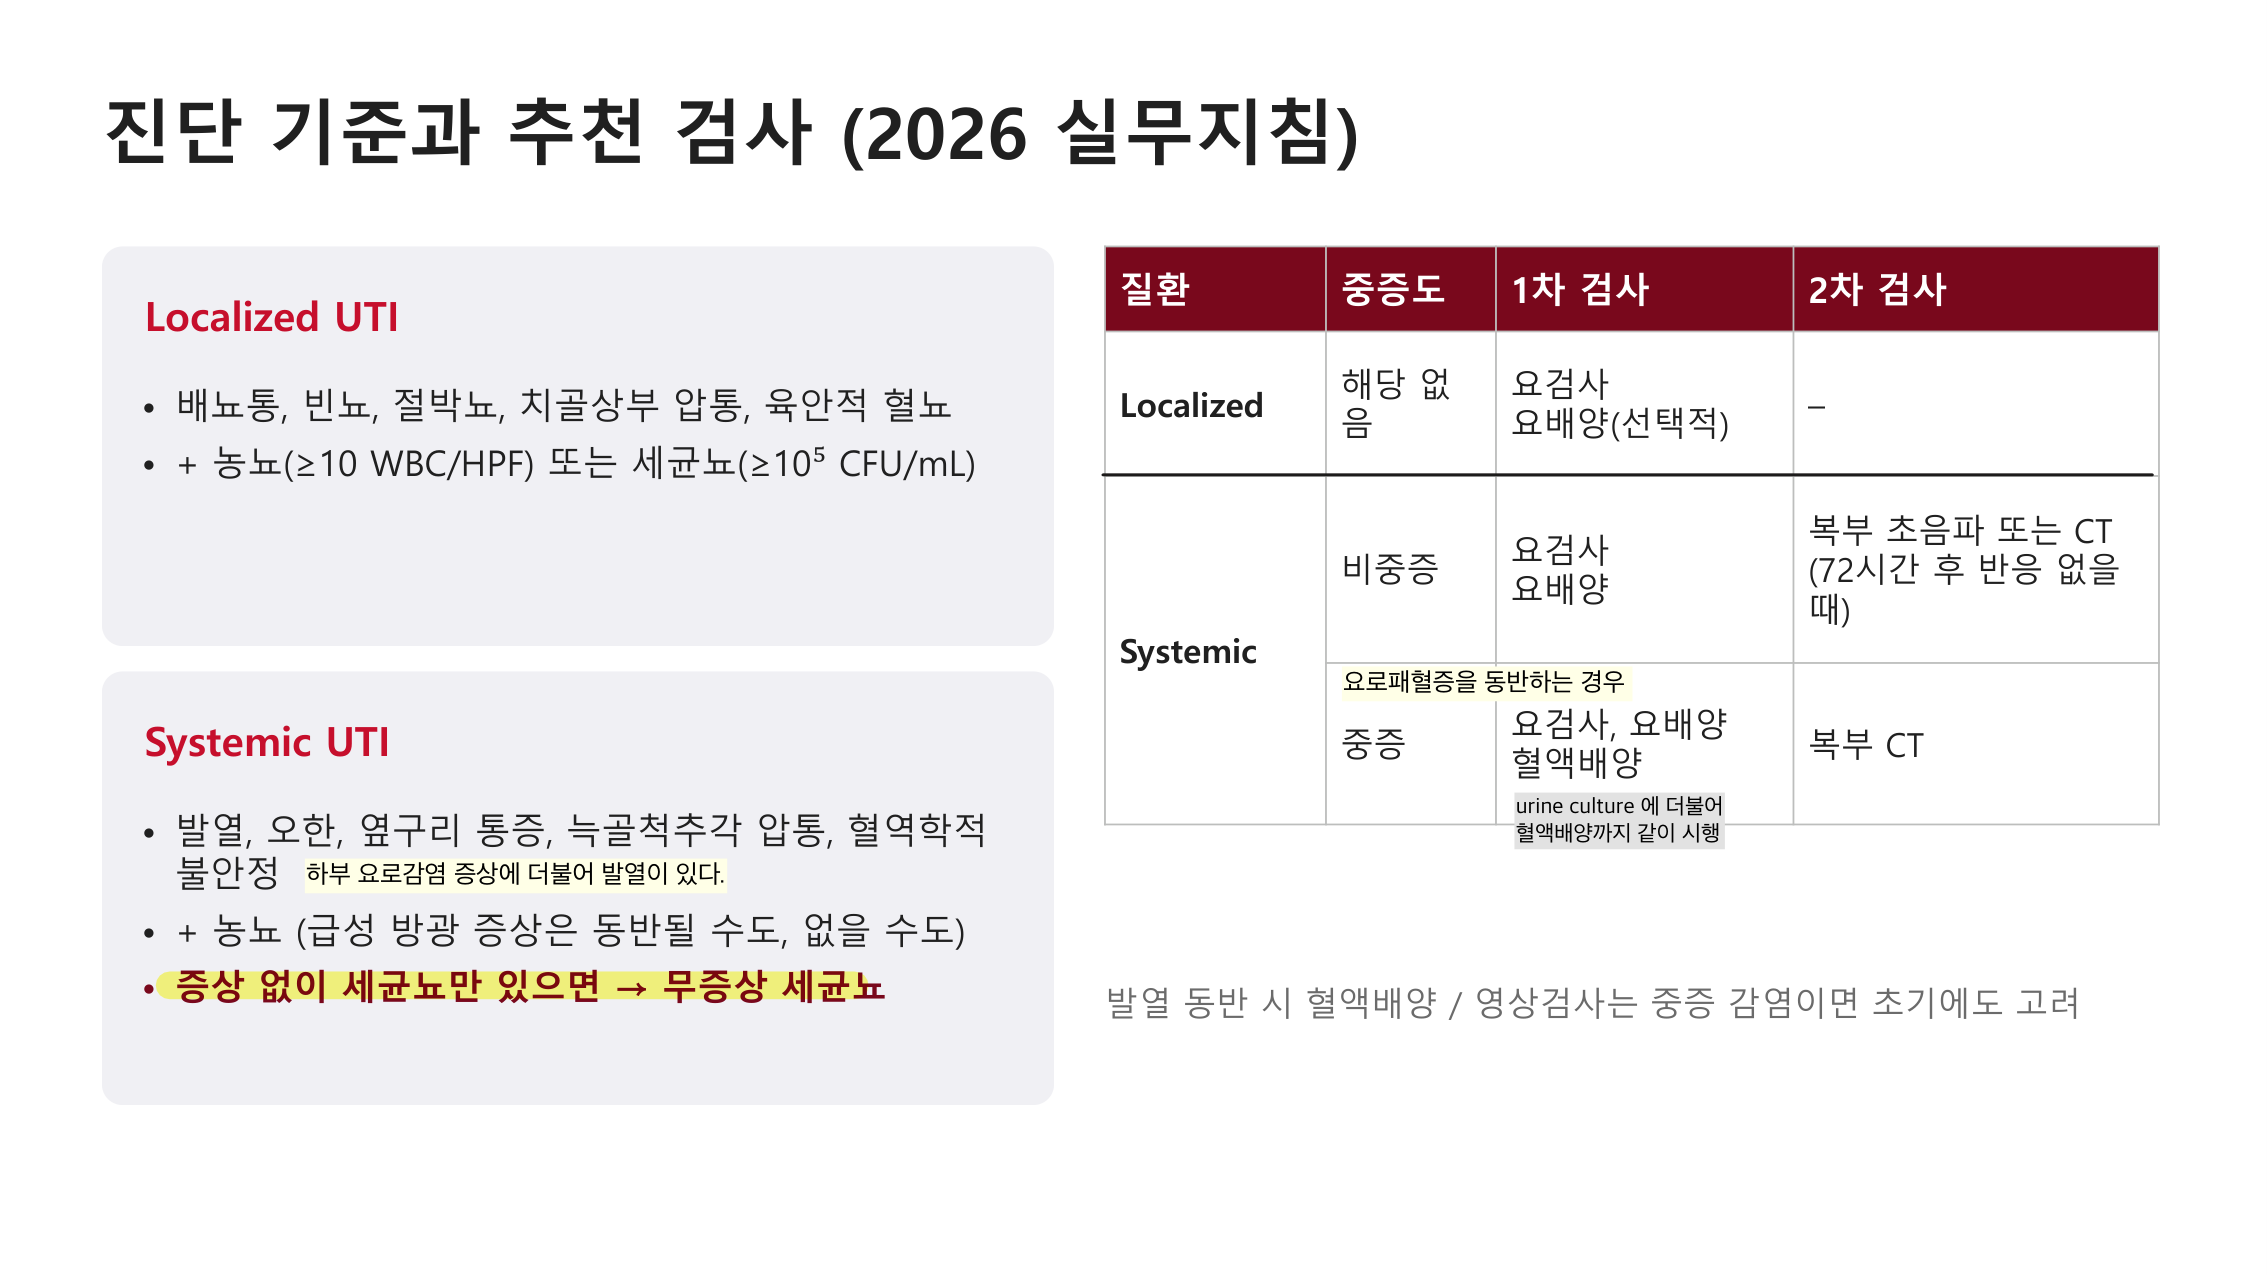 진단 기준과 추천 검사 (2026 실무지침)
Localized UTI
• 배뇨통, 빈뇨, 절박뇨, 치골상부 압통, 육안적 혈뇨
• + 농뇨(≥10 WBC/HPF) 또는 세균뇨(≥10⁵ CFU/mL)
Systemic UTI
• 발열, 오한, 옆구리 통증, 늑골척추각 압통, 혈역학적
불안정 하부 요로감염 증상에 더불어 발열이 있다.
• + 농뇨 (급성 방광 증상은 동반될 수도, 없을 수도)
• 증상 없이 세균뇨만 있으면 → 무증상 세균뇨
질환 중증도 1차 검사 2차 검사
Localized
해당 없
음
요검사
요배양(선택적)
–
Systemic
비중증
요검사
요배양
복부 초음파 또는 CT
(72시간 후 반응 없을
때)
요로패혈증을 동반하는 경우
중증
요검사, 요배양
혈액배양
urine culture 에 더불어
혈액배양까지 같이 시행
복부 CT
발열 동반 시 혈액배양 / 영상검사는 중증 감염이면 초기에도 고려